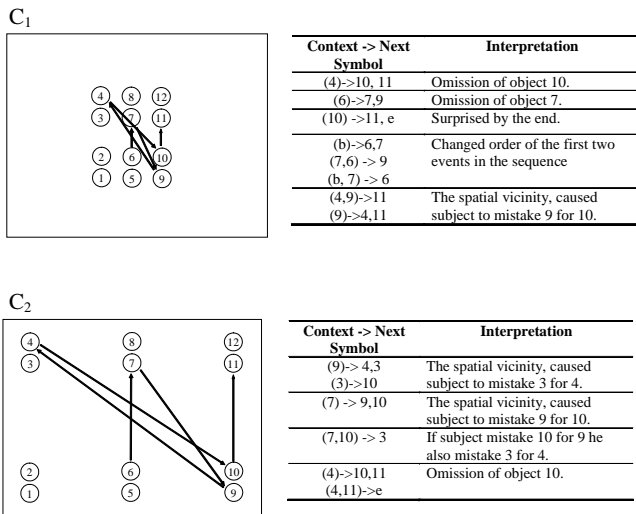 C1
4 8 12
3 7 11
2 6 10
1 5 9
Context -> Next Symbol Interpretation
(4)->10, 11 Omission of object 10.
(6)->7,9 Omission of object 7.
(10) ->11, e Surprised by the end.
(b)->6,7 Changed order of the first two
(7,6) -> 9 events in the sequence
(b, 7) -> 6
(4,9)->11 The spatial vicinity, caused
(9)->4,11 subject to mistake 9 for 10.
C2
4 8 12
3 7 11
2 6 10
1 5 9
Context -> Next Symbol Interpretation
(9)-> 4,3 The spatial vicinity, caused
(3)->10 subject to mistake 3 for 4.
(7) -> 9,10 The spatial vicinity, caused
subject to mistake 9 for 10.
(7,10) -> 3 If subject mistake 10 for 9 he
also mistake 3 for 4.
(4)->10,11 Omission of object 10.
(4,11)->e